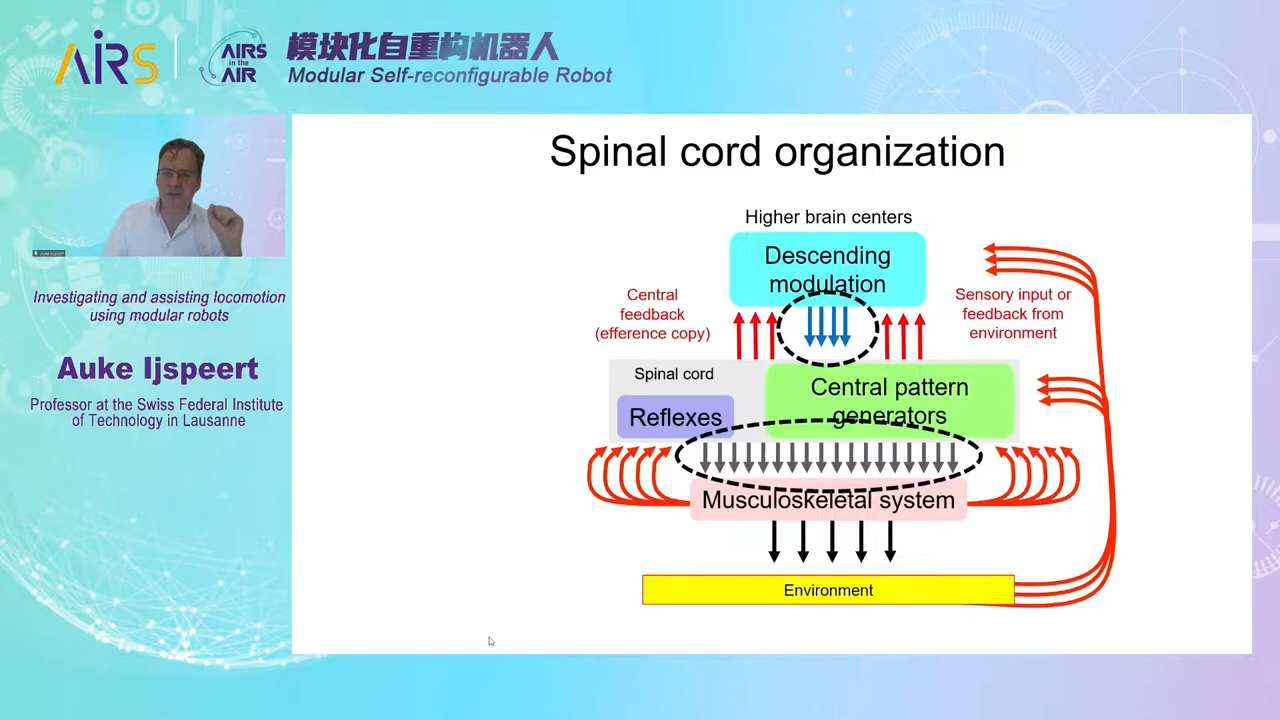 AIRS
AIRS
in the
AIR
模块化自重构机器人
Modular Self-reconfigurable Robot
Investigating and assisting locomotion
using modular robots
Auke Ijspeert
Professor at the Swiss Federal Institute
of Technology in Lausanne
Spinal cord organization
Higher brain centers
Descending
modulation
Central
feedback
(efference copy)
Sensory input or
feedback from
environment
Spinal cord
Reflexes
Central pattern
generators
Musculoskeletal system
Environment